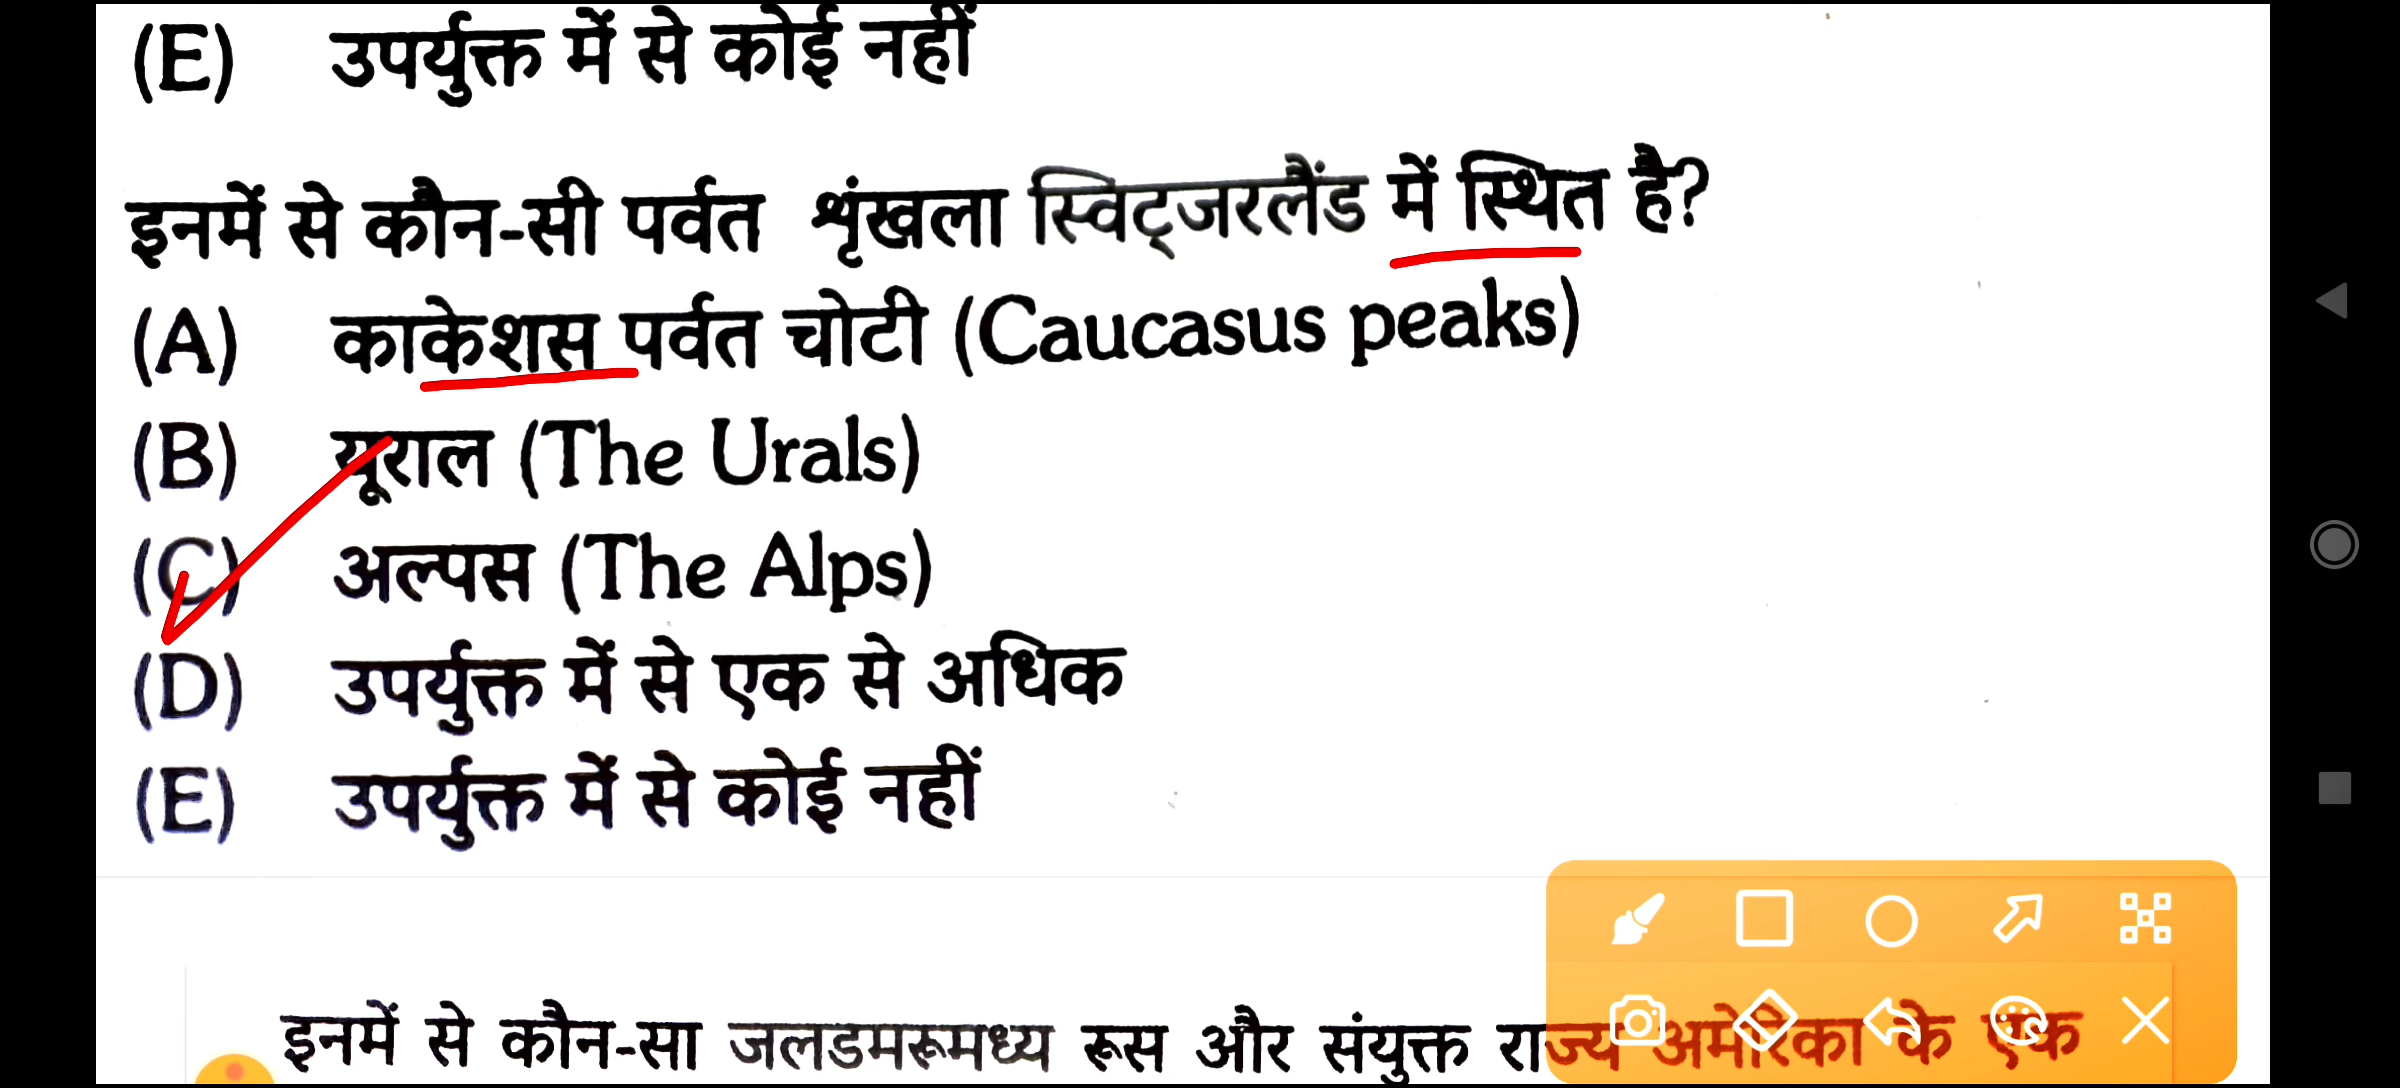 (E) उपर्युक्त में से कोई नहीं
इनमें से कौन-सी पर्वत श्रृंखला स्विट्जरलैंड में स्थित है?
(A) काकेशस पर्वत चोटी (Caucasus peaks)
(B) यूराल (The Urals)
(C) अल्पस (The Alps)
(D) उपर्युक्त में से एक से अधिक
(E) उपर्युक्त में से कोई नहीं
इनमें से कौन-सा जलडमरूमध्य रूस और संयुक्त राज्य अमेरिका के एक